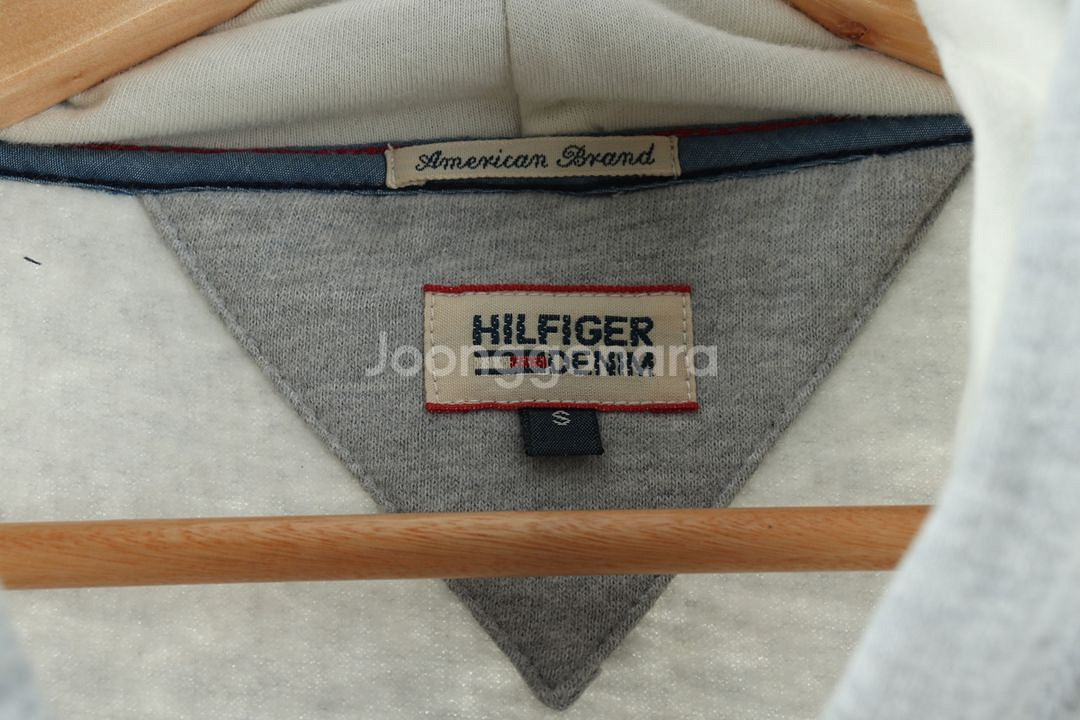 American Brand
HILFIGER
DENIM
Joonggonara
S